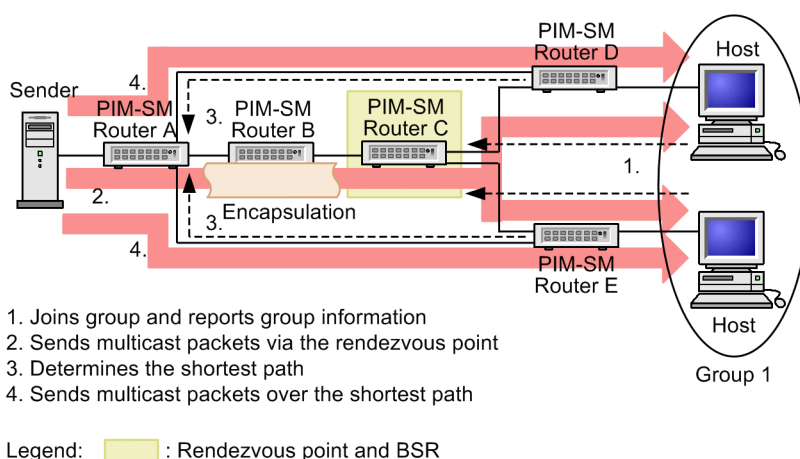 PIM-SM
Router D
Host
4.
Sender
PIM-SM
Router A
3.
PIM-SM
Router B
PIM-SM
Router C
1.
2.
Encapsulation
3.
4.
PIM-SM
Router E
Host
Group 1
1. Joins group and reports group information
2. Sends multicast packets via the rendezvous point
3. Determines the shortest path
4. Sends multicast packets over the shortest path
Legend: : Rendezvous point and BSR